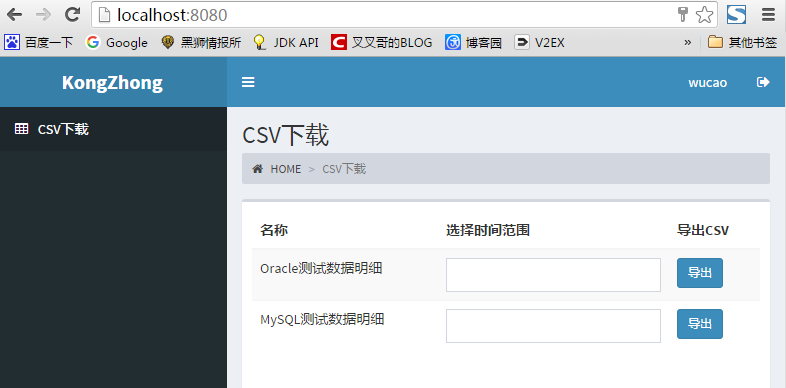 localhost:8080
百度一下 Google 黑狮情报所 JDK API 叉叉哥的BLOG 博客园 V2EX » 其他书签
KongZhong wucao
CSV下载
CSV下载
HOME > CSV下载
名称 选择时间范围 导出CSV
Oracle测试数据明细 导出
MySQL测试数据明细 导出